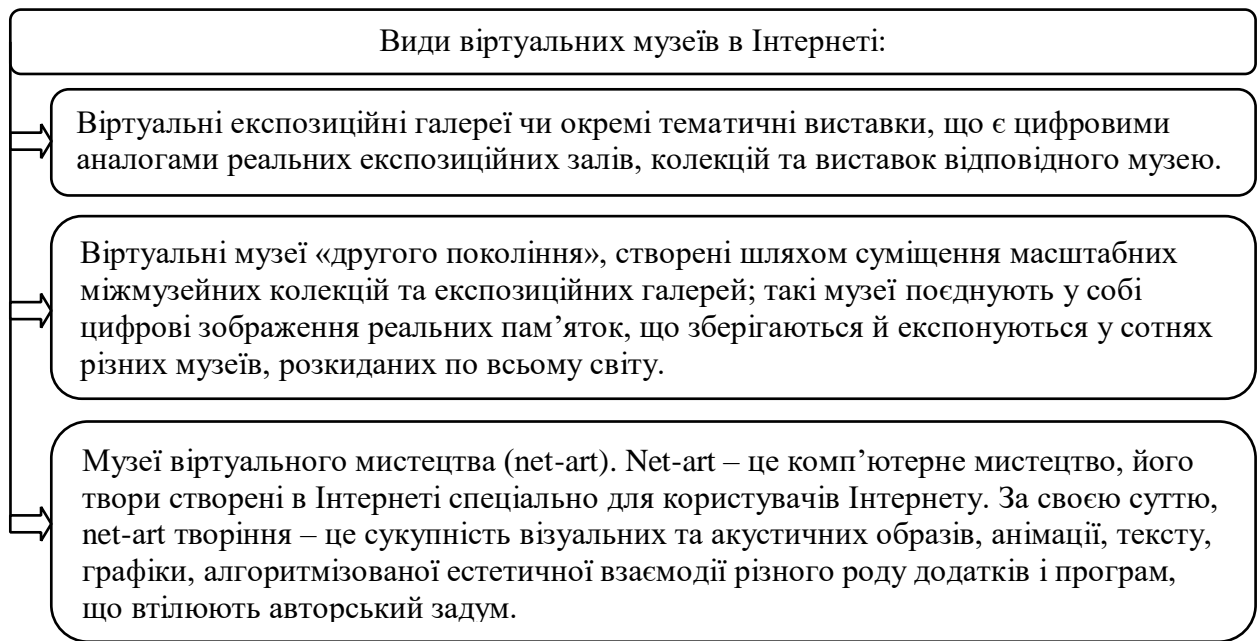 Види віртуальних музеїв в Інтернеті:
Віртуальні експозиційні галереї чи окремі тематичні виставки, що є цифровими
аналогами реальних експозиційних залів, колекцій та виставок відповідного музею.
Віртуальні музеї «другого покоління», створені шляхом суміщення масштабних
міжмузейних колекцій та експозиційних галерей; такі музеї поєднують у собі
цифрові зображення реальних пам’яток, що зберігаються й експонуються у сотнях
різних музеїв, розкиданих по всьому світу.
Музеї віртуального мистецтва (net-art). Net-art – це комп’ютерне мистецтво, його
твори створені в Інтернеті спеціально для користувачів Інтернету. За своєю суттю,
net-art творіння – це сукупність візуальних та акустичних образів, анімації, тексту,
графіки, алгоритмізованої естетичної взаємодії різного роду додатків і програм,
що втілюють авторський задум.